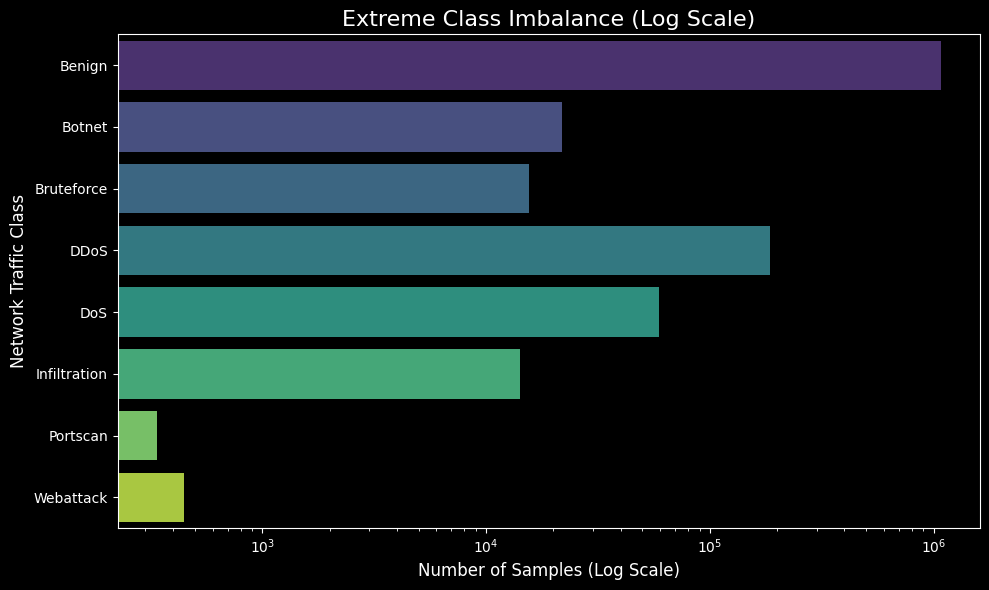 Extreme Class Imbalance (Log Scale)
Network Traffic Class
Benign
Botnet
Bruteforce
DDoS
DoS
Infiltration
Portscan
Webattack
10³ 10⁴ 10⁵ 10⁶
Number of Samples (Log Scale)